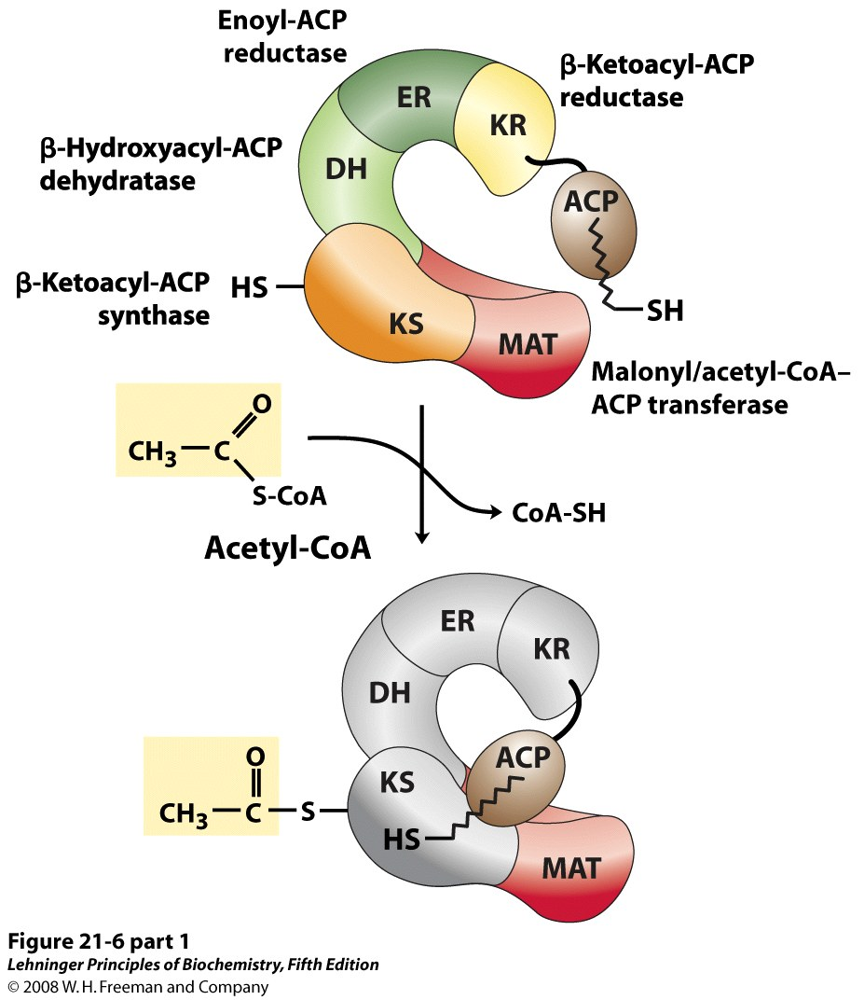 Enoyl-ACP
reductase
β-Ketoacyl-ACP
reductase
ER
KR
β-Hydroxyacyl-ACP
dehydratase
DH
ACP
β-Ketoacyl-ACP
synthase
HS
KS
MAT
SH
Malonyl/acetyl-CoA–
ACP transferase
O
CH3—C
S-CoA
Acetyl-CoA
CoA-SH
ER
KR
DH
ACP
KS
O
CH3—C—S
HS
MAT
Figure 21-6 part 1
Lehninger Principles of Biochemistry, Fifth Edition
© 2008 W. H. Freeman and Company